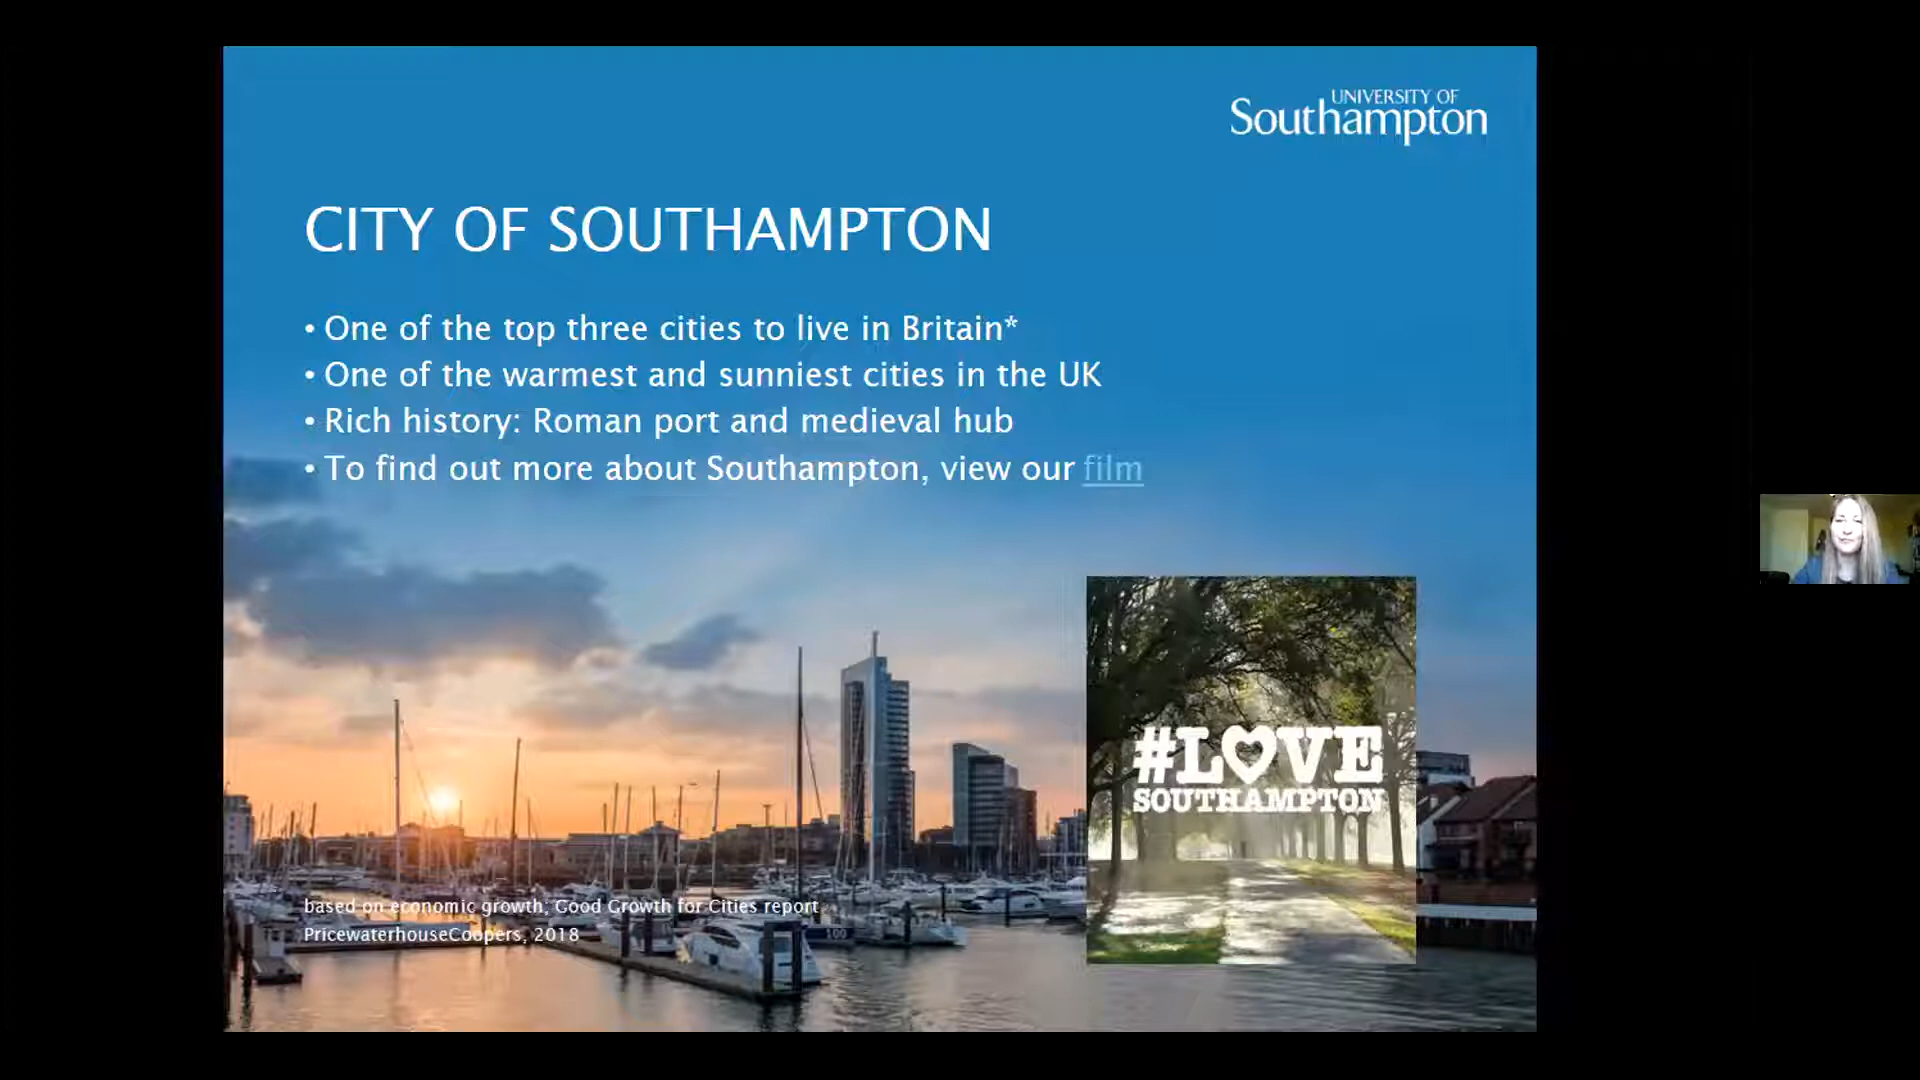 UNIVERSITY OF
Southampton
CITY OF SOUTHAMPTON
• One of the top three cities to live in Britain*
• One of the warmest and sunniest cities in the UK
• Rich history: Roman port and medieval hub
• To find out more about Southampton, view our film
#LOVE
SOUTHAMPTON
based on economic growth, Good Growth for Cities report
PricewaterhouseCoopers, 2018
100